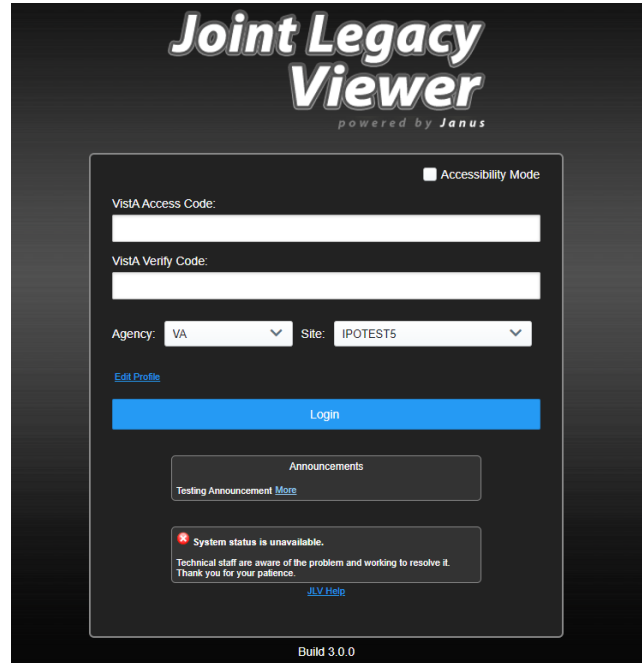 Joint Legacy
Viewer
powered by Janus
Accessibility Mode
VistA Access Code:
VistA Verify Code:
Agency: VA Site: IPOTEST5
Edit Profile
Login
Announcements
Testing Announcement More
System status is unavailable.
Technical staff are aware of the problem and working to resolve it.
Thank you for your patience.
JLV Help
Build 3.0.0